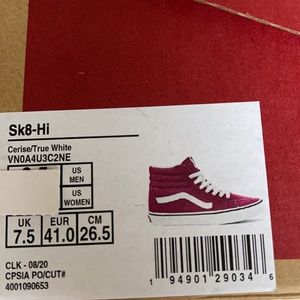 Sk8-Hi
Cerise/True White
VN0A4U3C2NE
US MEN
US WOMEN
UK EUR CM
7.5 41.0 26.5
CLK - 08/20
CPSIA PO/CUT#
4001090653
1 94901 29034 6